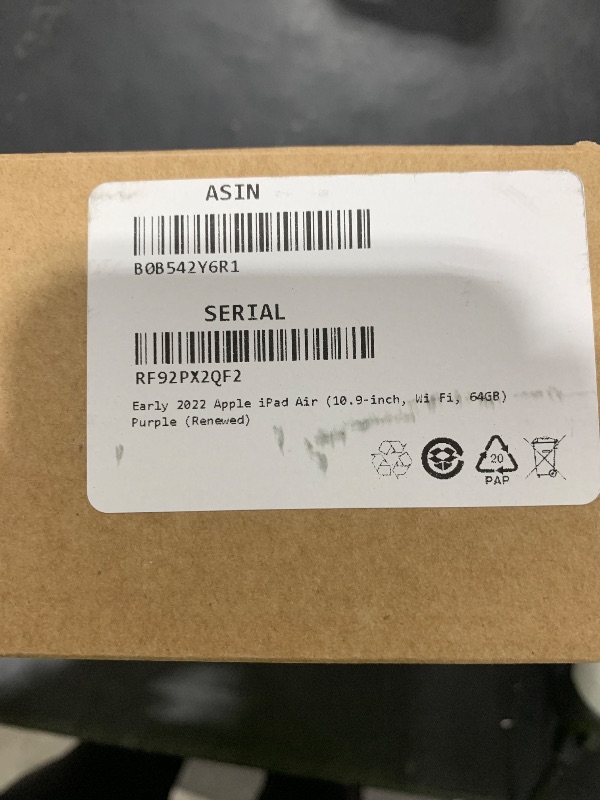 ASIN
B0B542Y6R1
SERIAL
RF92PX2QF2
Early 2022 Apple iPad Air (10.9-inch, Wi Fi, 64GB)
Purple (Renewed)
20
PAP